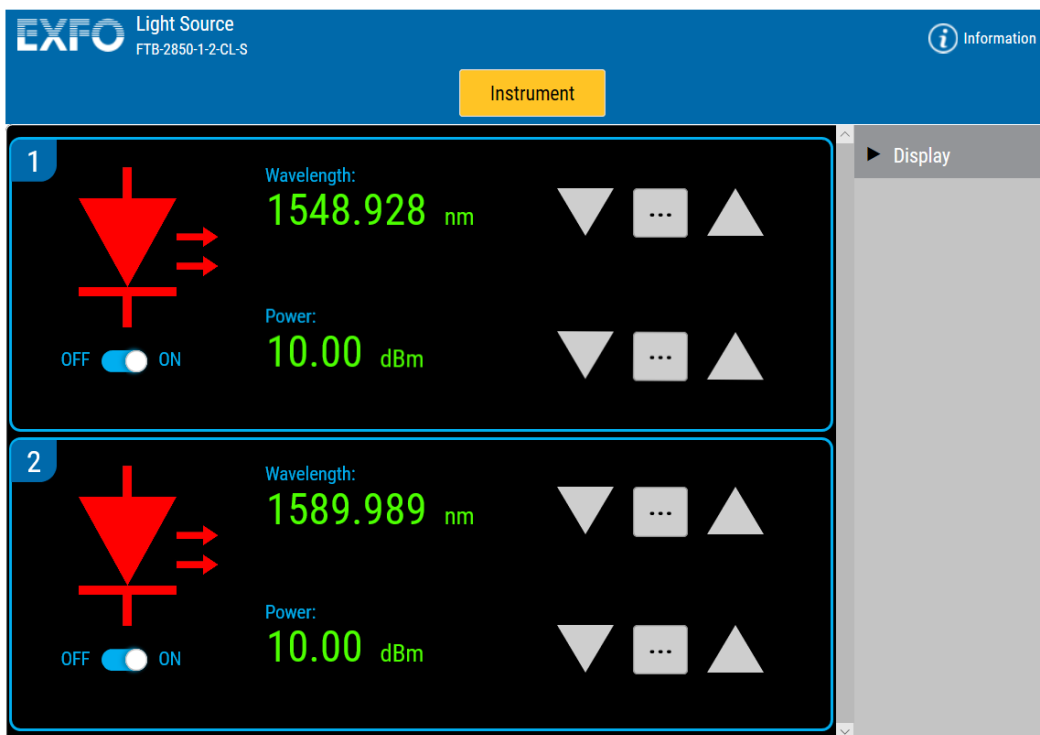 EXFO
Light Source
FTB-2850-1-2-CL-S
Information
Instrument
Display
1
Wavelength:
1548.928 nm
...
Power:
10.00 dBm
...
OFF ON
2
Wavelength:
1589.989 nm
...
Power:
10.00 dBm
...
OFF ON